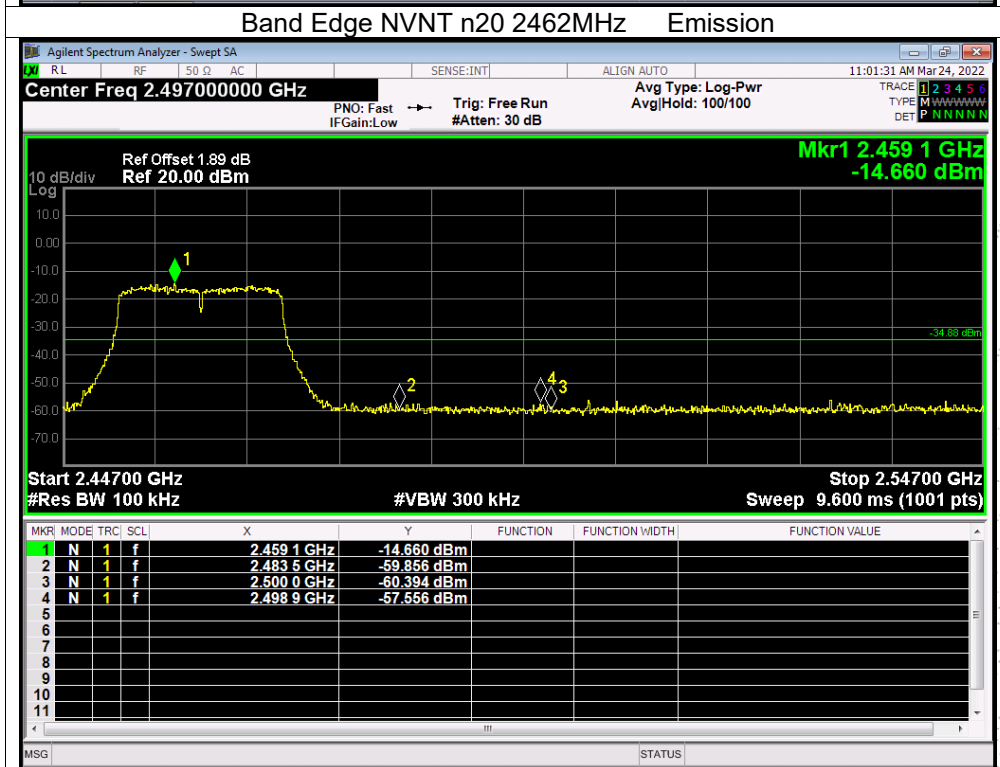 Band Edge NVNT n20 2462MHz Emission
Agilent Spectrum Analyzer - Swept SA
LXI RL RF 50 Ω AC SENSE:INT ALIGN AUTO 11:01:31 AM Mar 24, 2022
Center Freq 2.497000000 GHz Avg Type: Log-Pwr TRACE 1 2 3 4 5 6
PNO: Fast Trig: Free Run Avg|Hold: 100/100 TYPE M WWWWW
IFGain:Low #Atten: 30 dB DET P N N N N N
Mkr1 2.459 1 GHz
-14.660 dBm
Ref Offset 1.89 dB
10 dB/div Ref 20.00 dBm
Log
10.0
0.00
1
-10.0
-20.0
-30.0
-34.88 dBm
-40.0
-50.0
2 4 3
-60.0
-70.0
Start 2.44700 GHz Stop 2.54700 GHz
#Res BW 100 kHz #VBW 300 kHz Sweep 9.600 ms (1001 pts)
MKR MODE TRC SCL X Y FUNCTION FUNCTION WIDTH FUNCTION VALUE
1 N 1 f 2.459 1 GHz -14.660 dBm
2 N 1 f 2.483 5 GHz -59.856 dBm
3 N 1 f 2.500 0 GHz -60.394 dBm
4 N 1 f 2.498 9 GHz -57.556 dBm
5
6
7
8
9
10
11
MSG STATUS